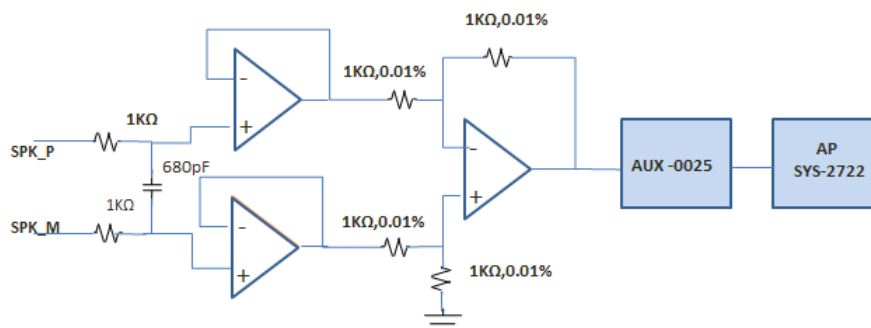 1KΩ,0.01%
1KΩ,0.01%
-
+
1KΩ
SPK_P
680pF
-
+
AUX -0025
AP
SYS-2722
1KΩ
SPK_M
1KΩ,0.01%
-
+
1KΩ,0.01%